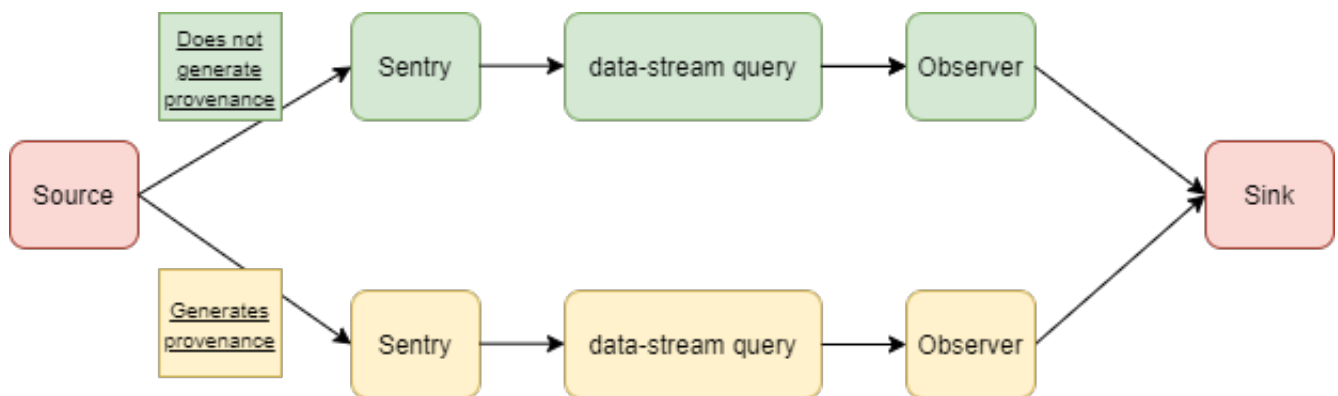 Does not
generate
provenance
Sentry
data-stream query
Observer
Source
Sink
Generates
provenance
Sentry
data-stream query
Observer